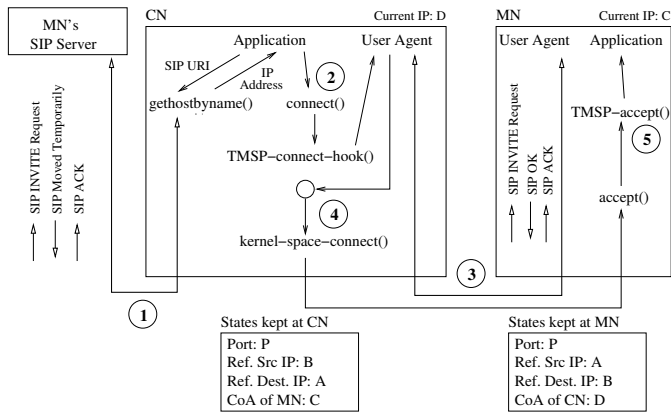 MN's
SIP Server
CN
Current IP: D
MN
Current IP: C
Application
User Agent
User Agent
Application
SIP URI
IP
Address
2
gethostbyname()
connect()
TMSP-accept()
5
TMSP-connect-hook()
SIP INVITE Request
SIP Moved Temporarily
SIP ACK
SIP INVITE Request
SIP OK
SIP ACK
accept()
4
kernel-space-connect()
3
1
States kept at CN
Port: P
Ref. Src IP: B
Ref. Dest. IP: A
CoA of MN: C
States kept at MN
Port: P
Ref. Src IP: A
Ref. Dest. IP: B
CoA of CN: D